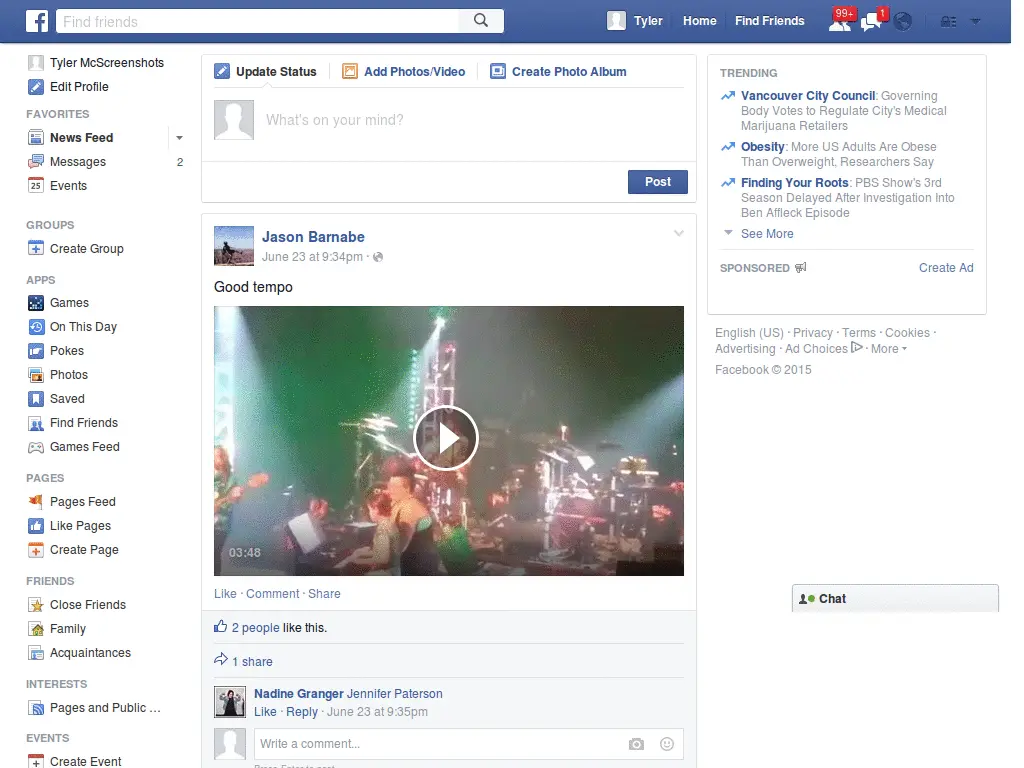 f
Find friends
Tyler
Home
Find Friends
99+
1
Tyler McScreenshots
Edit Profile
FAVORITES
News Feed
Messages
2
25
Events
GROUPS
Create Group
APPS
Games
On This Day
Pokes
Photos
Saved
Find Friends
Games Feed
PAGES
Pages Feed
Like Pages
Create Page
FRIENDS
Close Friends
Family
Acquaintances
INTERESTS
Pages and Public ...
EVENTS
Create Event
Update Status
Add Photos/Video
Create Photo Album
What's on your mind?
Post
Jason Barnabe
June 23 at 9:34pm ·
Good tempo
03:48
Like · Comment · Share
2 people like this.
1 share
Nadine Granger Jennifer Paterson
Like · Reply · June 23 at 9:35pm
Write a comment...
TRENDING
Vancouver City Council: Governing
Body Votes to Regulate City's Medical
Marijuana Retailers
Obesity: More US Adults Are Obese
Than Overweight, Researchers Say
Finding Your Roots: PBS Show's 3rd
Season Delayed After Investigation Into
Ben Affleck Episode
See More
SPONSORED
Create Ad
English (US) · Privacy · Terms · Cookies ·
Advertising · Ad Choices · More
Facebook © 2015
Chat